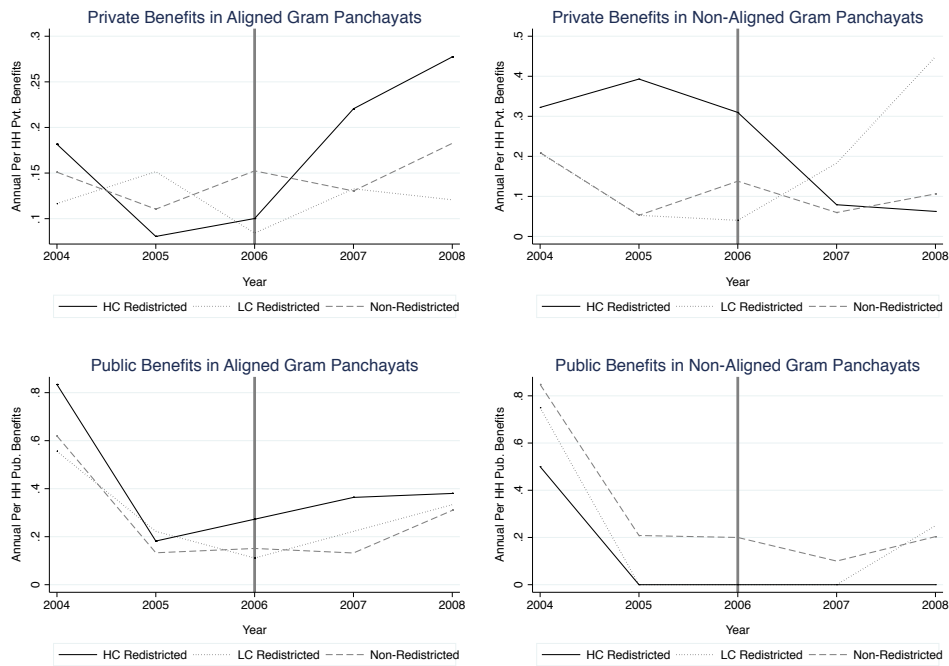 Private Benefits in Aligned Gram Panchayats
Annual Per HH Pvt. Benefits
.3
.25
.2
.15
.1
2004 2005 2006 2007 2008
Year
HC Redistricted LC Redistricted Non-Redistricted
Private Benefits in Non-Aligned Gram Panchayats
Annual Per HH Pvt. Benefits
.5
.4
.3
.2
.1
0
2004 2005 2006 2007 2008
Year
HC Redistricted LC Redistricted Non-Redistricted
Public Benefits in Aligned Gram Panchayats
Annual Per HH Pub. Benefits
.8
.6
.4
.2
0
2004 2005 2006 2007 2008
Year
HC Redistricted LC Redistricted Non-Redistricted
Public Benefits in Non-Aligned Gram Panchayats
Annual Per HH Pub. Benefits
.8
.6
.4
.2
0
2004 2005 2006 2007 2008
Year
HC Redistricted LC Redistricted Non-Redistricted